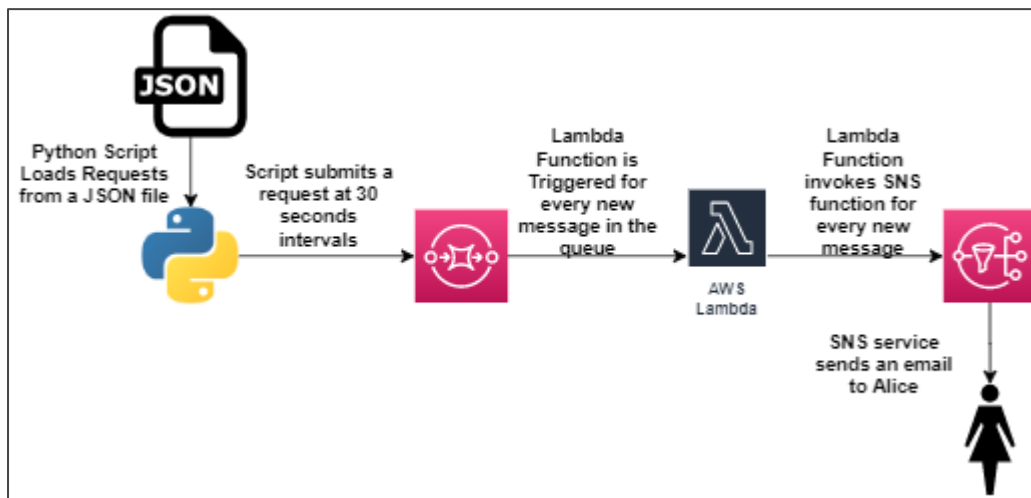 JSON
Python Script
Loads Requests
from a JSON file
Script submits a
request at 30
seconds
intervals
Lambda
Function is
Triggered for
every new
message in the
queue
AWS
Lambda
Lambda
Function
invokes SNS
function for
every new
message
SNS service
sends an email
to Alice